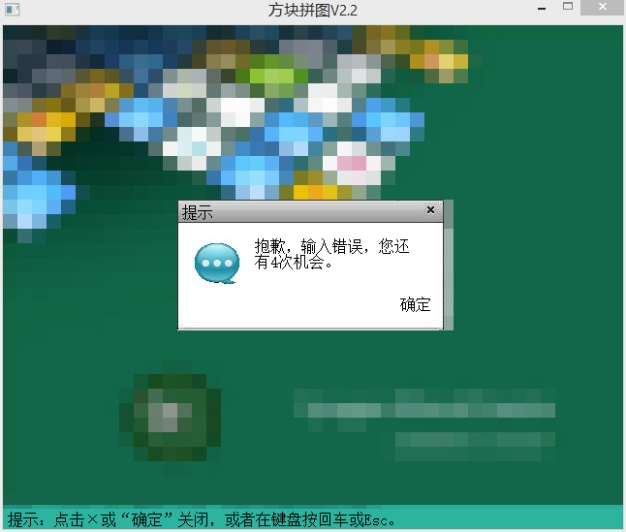 方块拼图V2.2
提示
抱歉，输入错误，您还
有4次机会。
确定
提示：点击×或“确定”关闭，或者在键盘按回车或Esc。